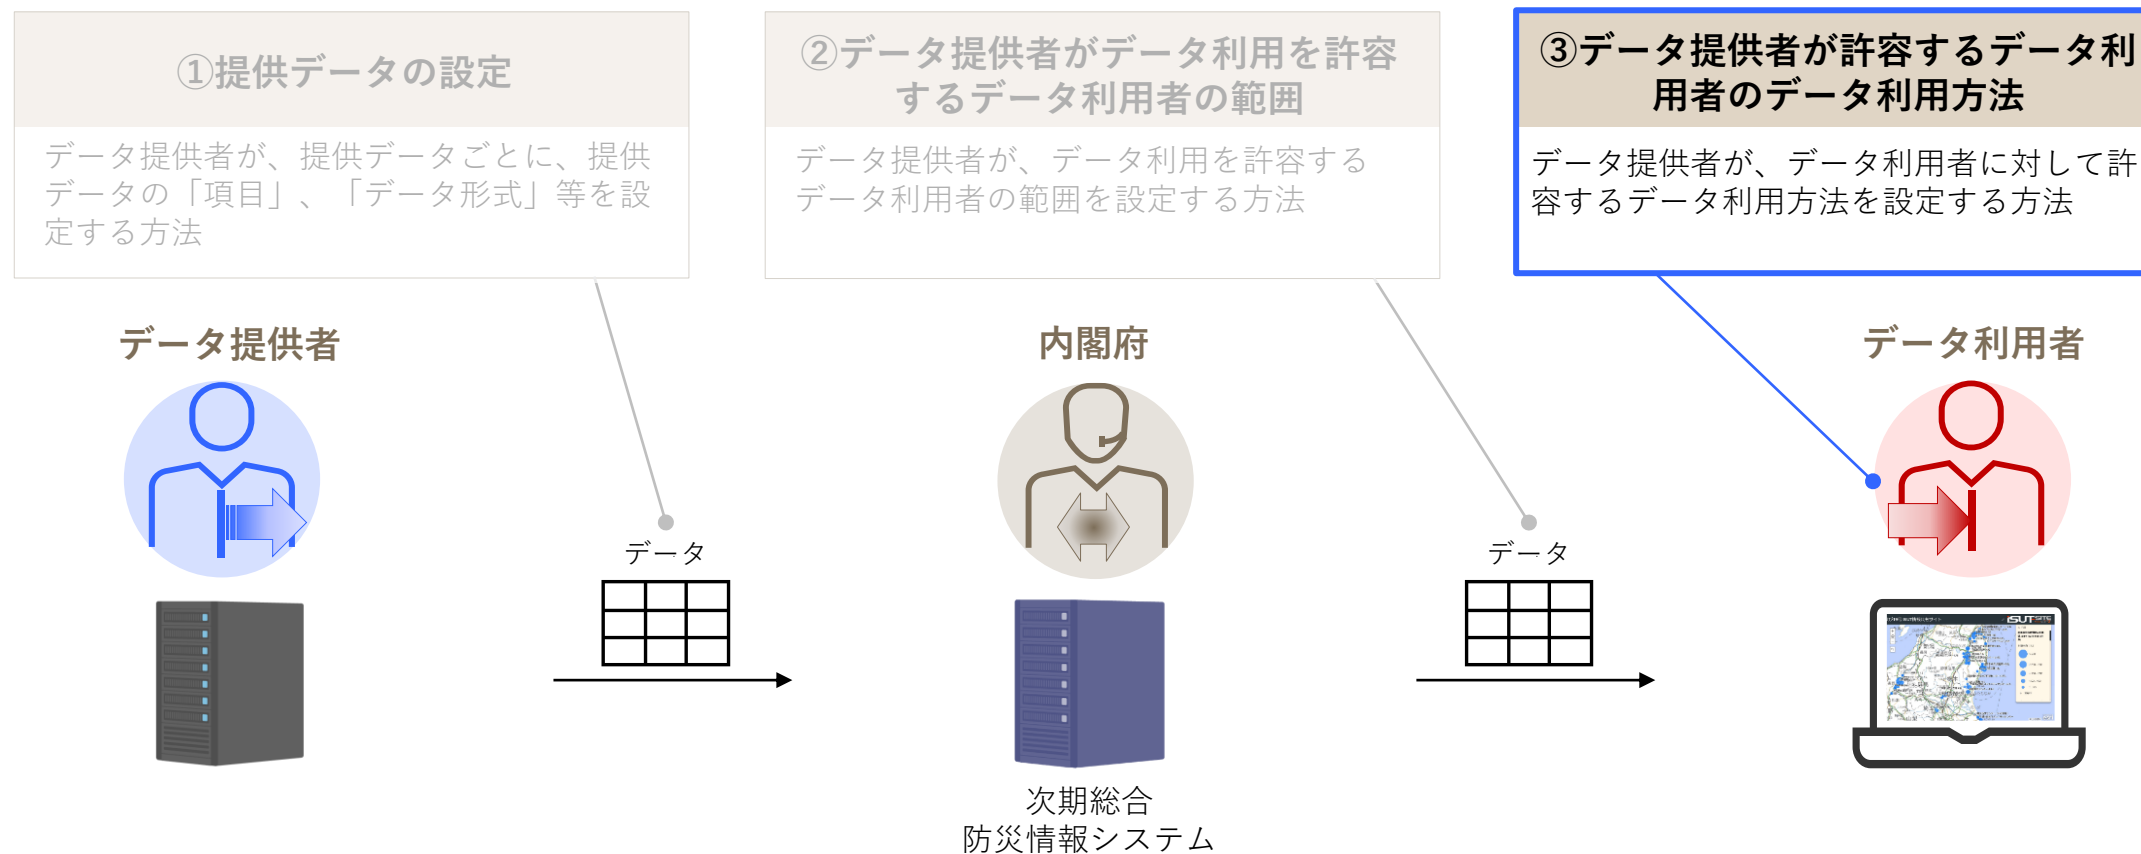 ①提供データの設定
データ提供者が、提供データごとに、提供
データの「項目」、「データ形式」等を設
定する方法
②データ提供者がデータ利用を許容
するデータ利用者の範囲
データ提供者が、データ利用を許容する
データ利用者の範囲を設定する方法
③データ提供者が許容するデータ利
用者のデータ利用方法
データ提供者が、データ利用者に対して許
容するデータ利用方法を設定する方法
データ提供者
内閣府
データ利用者
データ
データ
ISUT SITE
次期総合
防災情報システム